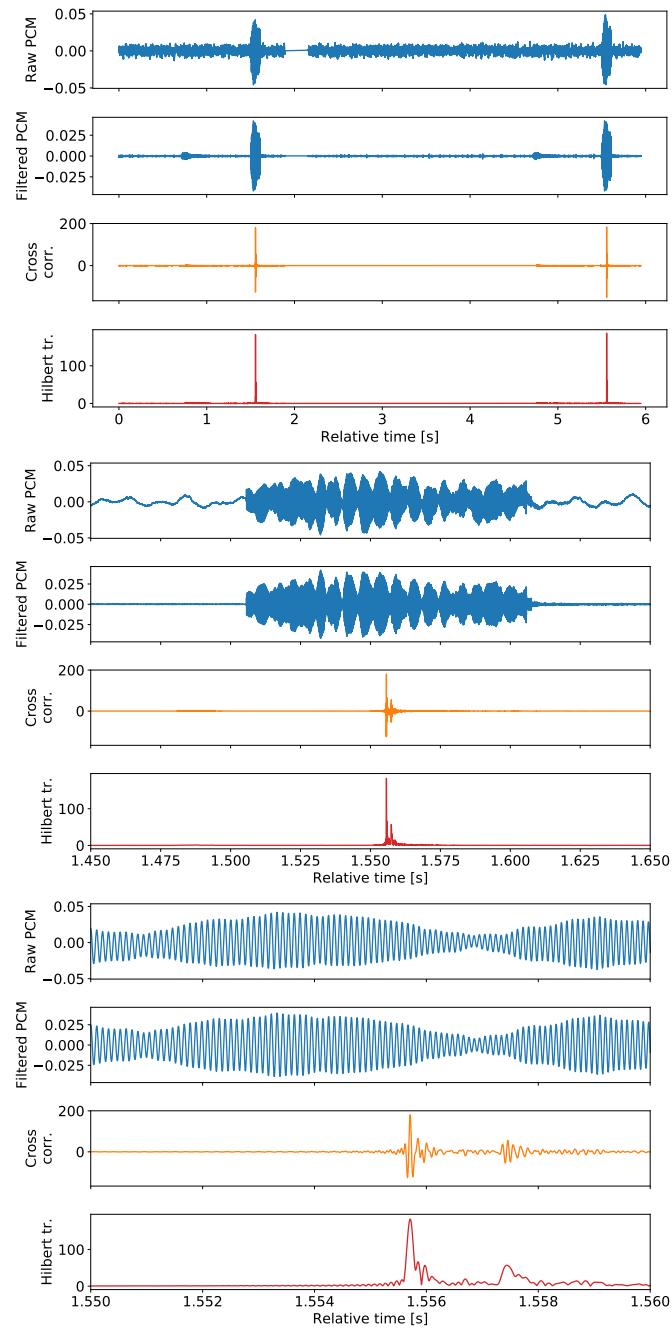 0.05
0.00
−0.05
Raw PCM
0.025
0.000
−0.025
Filtered PCM
200
0
Cross
corr.
100
0
Hilbert tr.
0 1 2 3 4 5 6
Relative time [s]
0.05
0.00
−0.05
Raw PCM
0.025
0.000
−0.025
Filtered PCM
200
0
Cross
corr.
100
0
Hilbert tr.
1.450 1.475 1.500 1.525 1.550 1.575 1.600 1.625 1.650
Relative time [s]
0.05
0.00
−0.05
Raw PCM
0.025
0.000
−0.025
Filtered PCM
200
0
Cross
corr.
100
0
Hilbert tr.
1.550 1.552 1.554 1.556 1.558 1.560
Relative time [s]